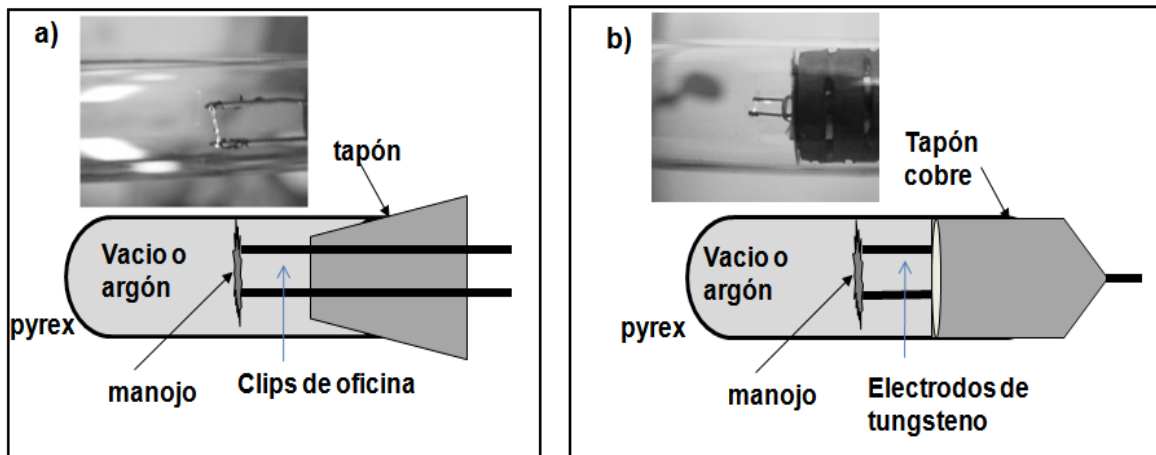 a)
tapón
Vacio o
argón
pyrex
manojo
Clips de oficina
b)
Tapón
cobre
Vacio o
argón
pyrex
manojo
Electrodos de
tungsteno